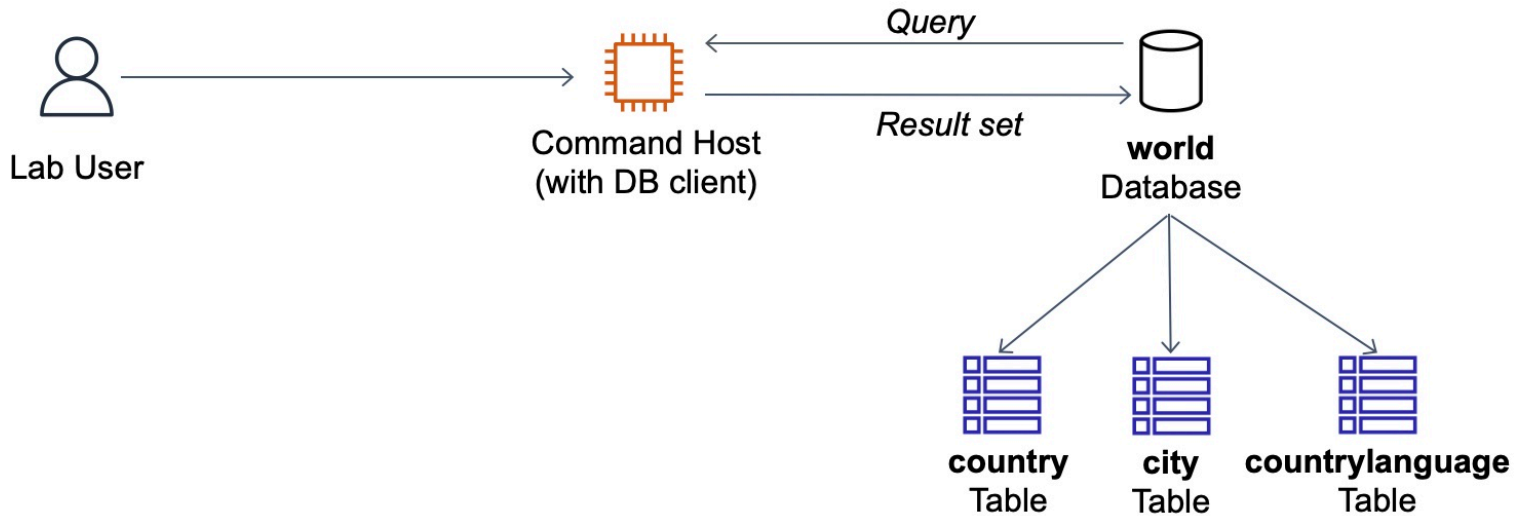 Query
Result set
Lab User
Command Host
(with DB client)
world
Database
country
Table
city
Table
countrylanguage
Table